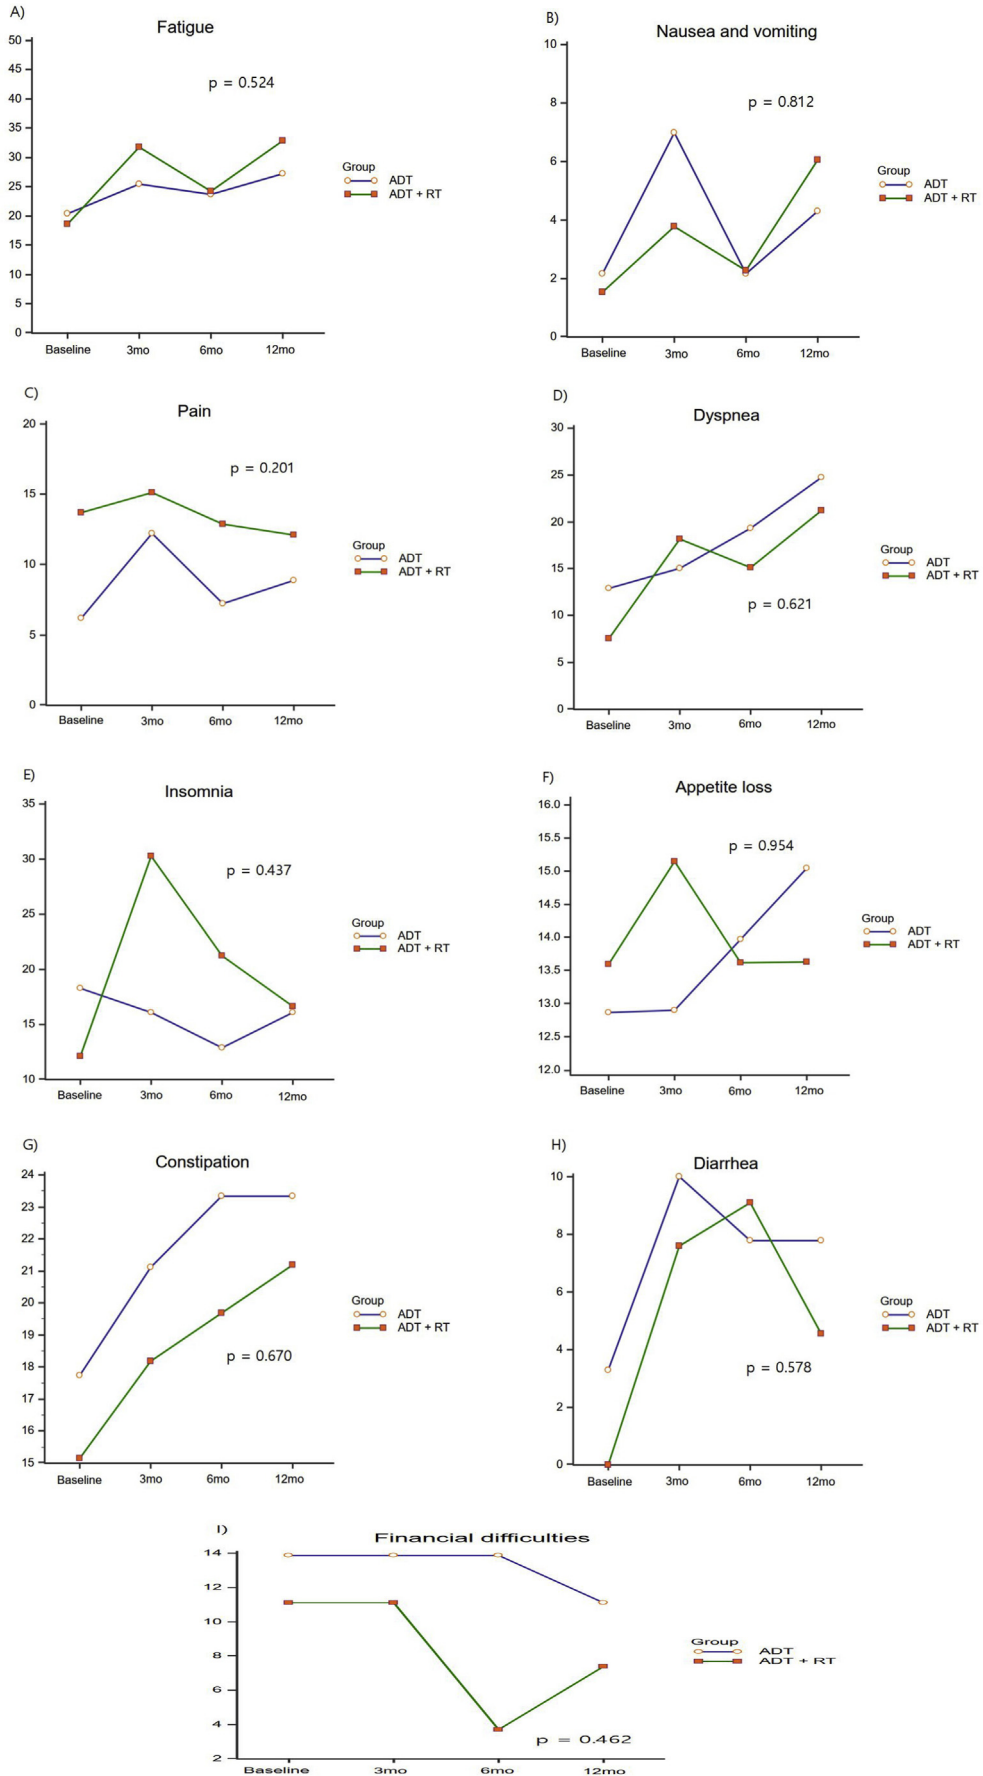 A)
Fatigue
50
45
40
35
30
25
20
15
10
5
0
p = 0.524
Group
ADT
ADT + RT
Baseline 3mo 6mo 12mo
B)
Nausea and vomiting
10
8
6
4
2
0
p = 0.812
Group
ADT
ADT + RT
Baseline 3mo 6mo 12mo
C)
Pain
20
15
10
5
0
p = 0.201
Group
ADT
ADT + RT
Baseline 3mo 6mo 12mo
D)
Dyspnea
30
25
20
15
10
5
0
p = 0.621
Group
ADT
ADT + RT
Baseline 3mo 6mo 12mo
E)
Insomnia
35
30
25
20
15
10
p = 0.437
Group
ADT
ADT + RT
Baseline 3mo 6mo 12mo
F)
Appetite loss
16.0
15.5
15.0
14.5
14.0
13.5
13.0
12.5
12.0
p = 0.954
Group
ADT
ADT + RT
Baseline 3mo 6mo 12mo
G)
Constipation
24
23
22
21
20
19
18
17
16
15
p = 0.670
Group
ADT
ADT + RT
Baseline 3mo 6mo 12mo
H)
Diarrhea
10
8
6
4
2
0
p = 0.578
Group
ADT
ADT + RT
Baseline 3mo 6mo 12mo
I)
Financial difficulties
14
12
10
8
6
4
2
p = 0.462
Group
ADT
ADT + RT
Baseline 3mo 6mo 12mo